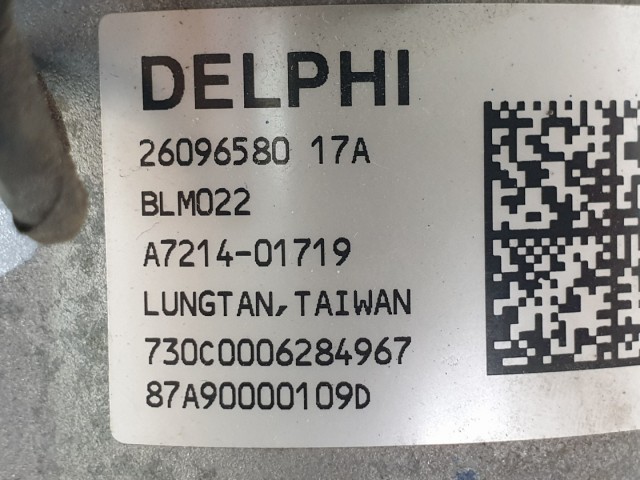 DELPHI
26096580 17A
BLM022
A7214-01719
LUNGTAN,TAIWAN
730C0006284967
87A90000109D